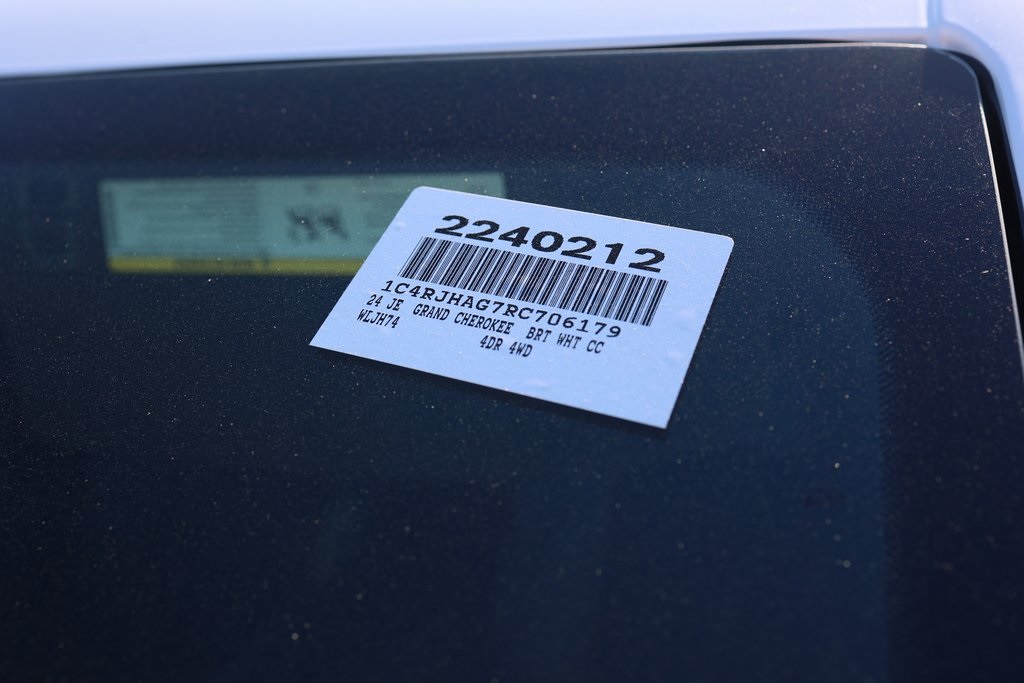 2240212
1C4RJHAG7RC706179
24 JE GRAND CHEROKEE BRT WHT CC
WLJH74 4DR 4WD